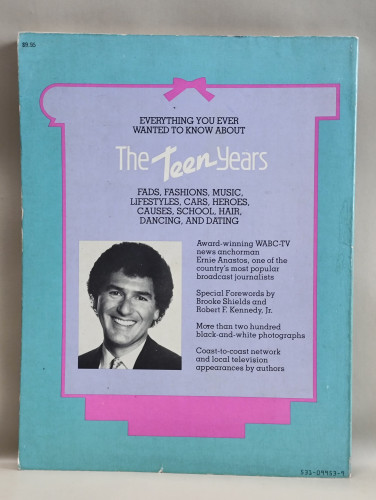 $9.95
EVERYTHING YOU EVER
WANTED TO KNOW ABOUT
The Teen Years
FADS, FASHIONS, MUSIC,
LIFESTYLES, CARS, HEROES,
CAUSES, SCHOOL, HAIR,
DANCING, AND DATING
Award-winning WABC-TV
news anchorman
Ernie Anastos, one of the
country's most popular
broadcast journalists
Special Forewords by
Brooke Shields and
Robert F. Kennedy, Jr.
More than two hundred
black-and-white photographs
Coast-to-coast network
and local television
appearances by authors